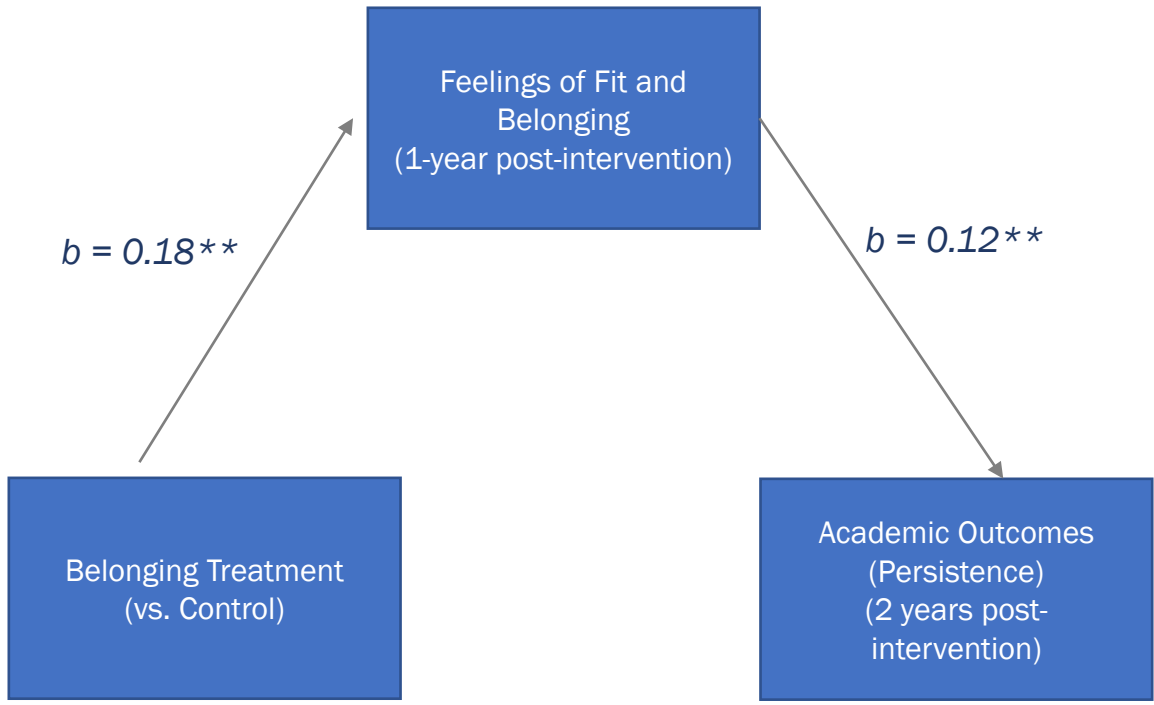 Feelings of Fit and
Belonging
(1-year post-intervention)
b = 0.18**
b = 0.12**
Belonging Treatment
(vs. Control)
Academic Outcomes
(Persistence)
(2 years post-
intervention)